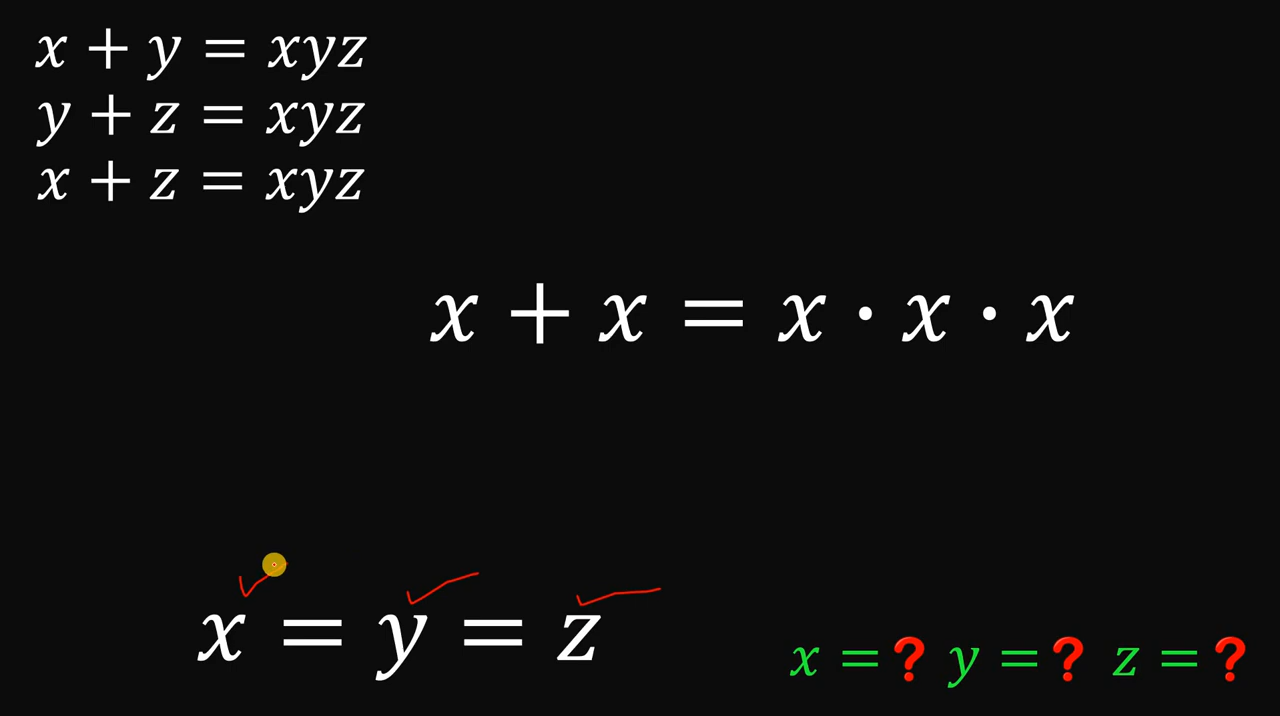 x + y = xyz
y + z = xyz
x + z = xyz
x + x = x · x · x
x = y = z
x = ❓ y = ❓ z = ❓